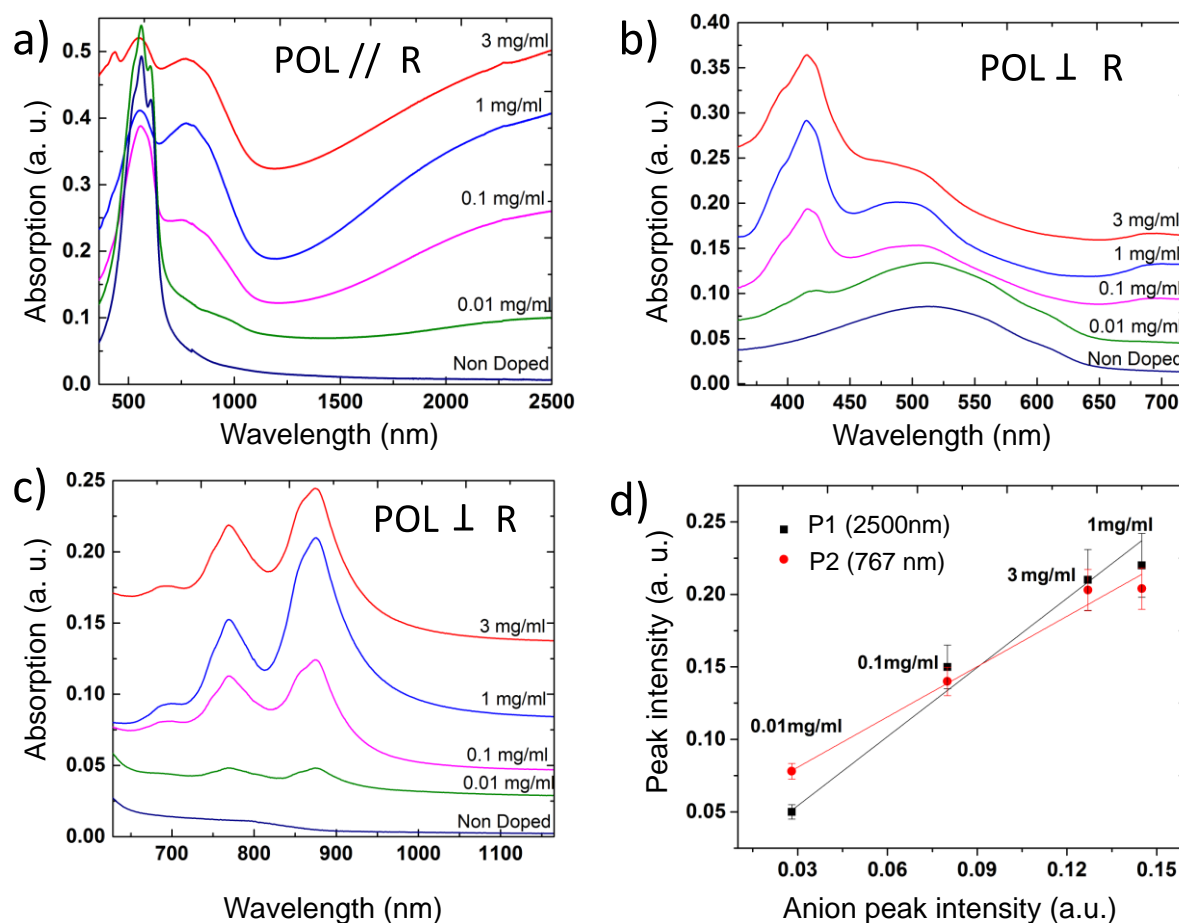 a)
POL // R
3 mg/ml
1 mg/ml
0.1 mg/ml
0.01 mg/ml
Non Doped
0.5
0.4
0.3
0.2
0.1
0.0
500
1000
1500
2000
2500
Absorption (a. u.)
Wavelength (nm)
b)
POL ⊥ R
3 mg/ml
1 mg/ml
0.1 mg/ml
0.01 mg/ml
Non Doped
0.40
0.35
0.30
0.25
0.20
0.15
0.10
0.05
0.00
400
450
500
550
600
650
700
Absorption (a. u.)
Wavelength (nm)
c)
POL ⊥ R
3 mg/ml
1 mg/ml
0.1 mg/ml
0.01 mg/ml
Non Doped
0.25
0.20
0.15
0.10
0.05
0.00
700
800
900
1000
1100
Absorption (a. u.)
Wavelength (nm)
d)
P1 (2500nm)
P2 (767 nm)
1mg/ml
3 mg/ml
0.1mg/ml
0.01mg/ml
0.25
0.20
0.15
0.10
0.05
0.03
0.06
0.09
0.12
0.15
Peak intensity (a. u.)
Anion peak intensity (a.u.)